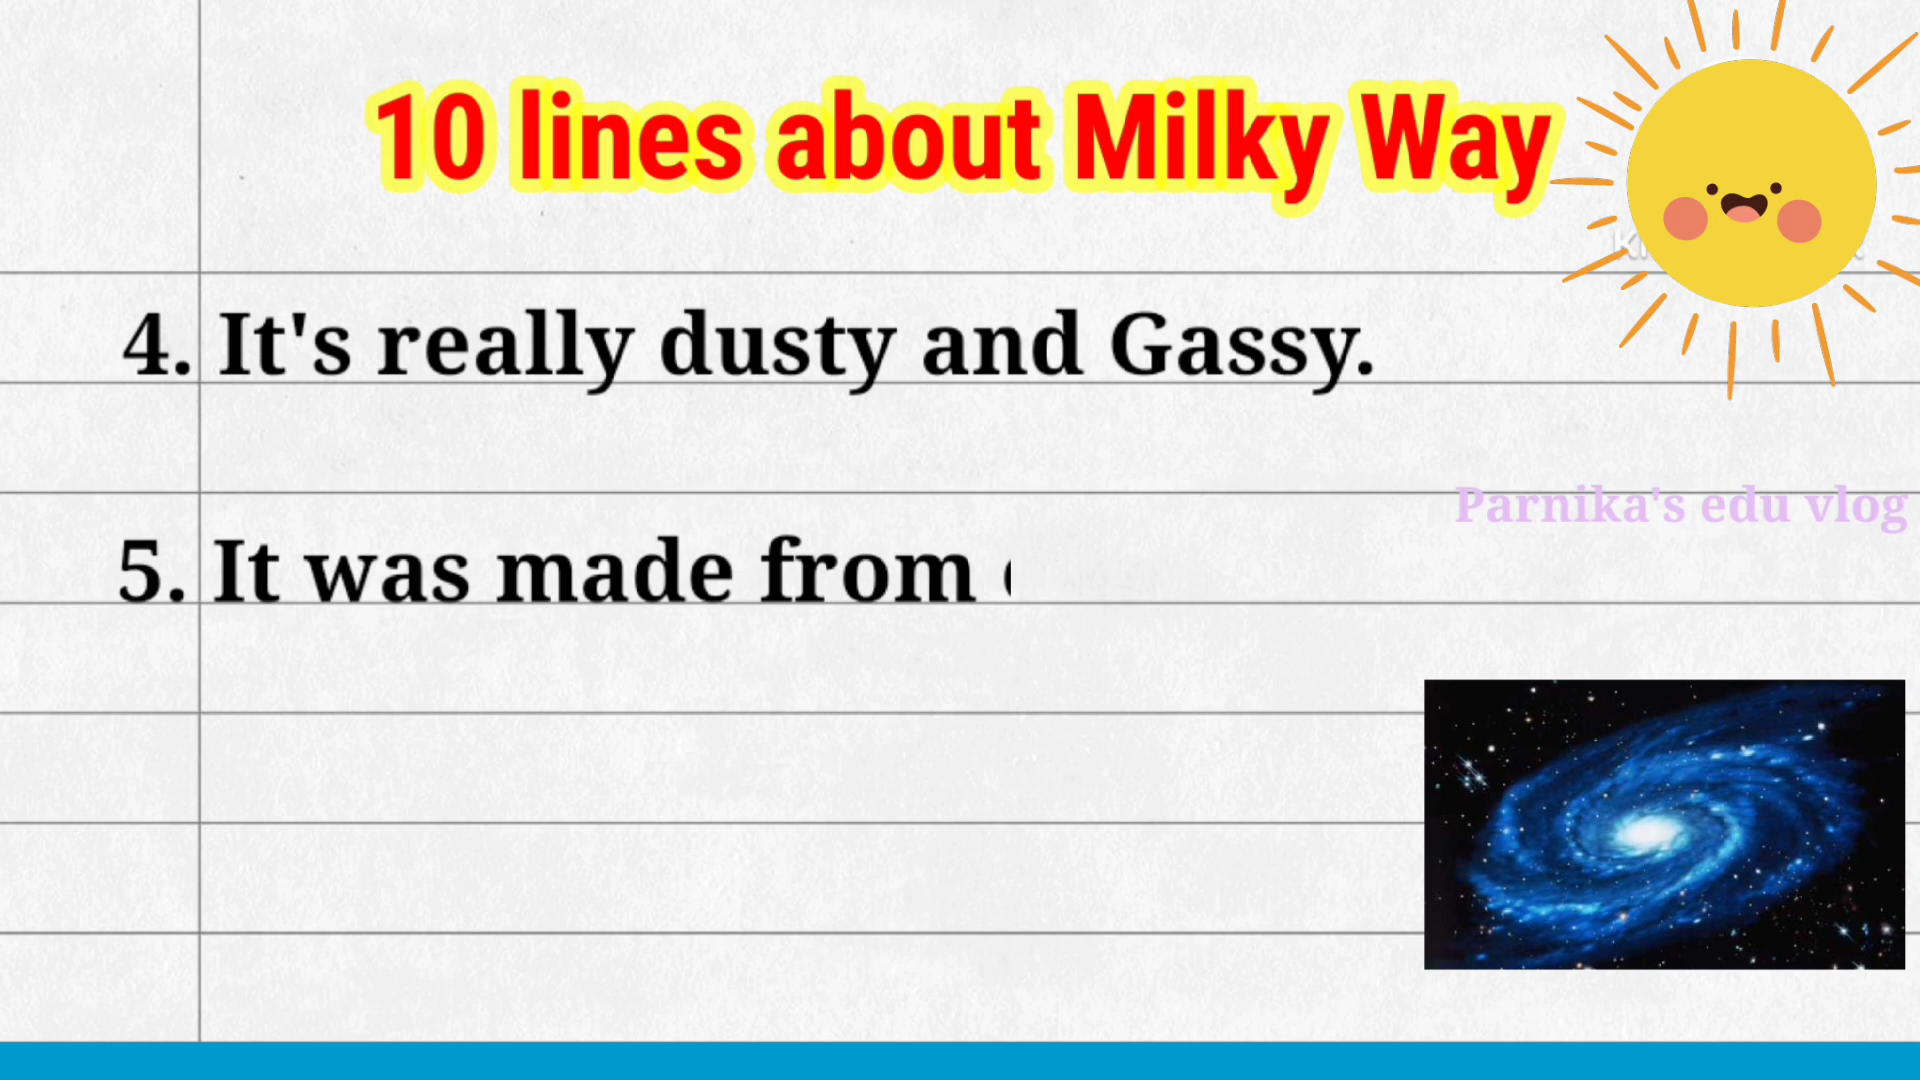 10 lines about Milky Way
4. It's really dusty and Gassy.
Parnika's edu vlog
5. It was made from